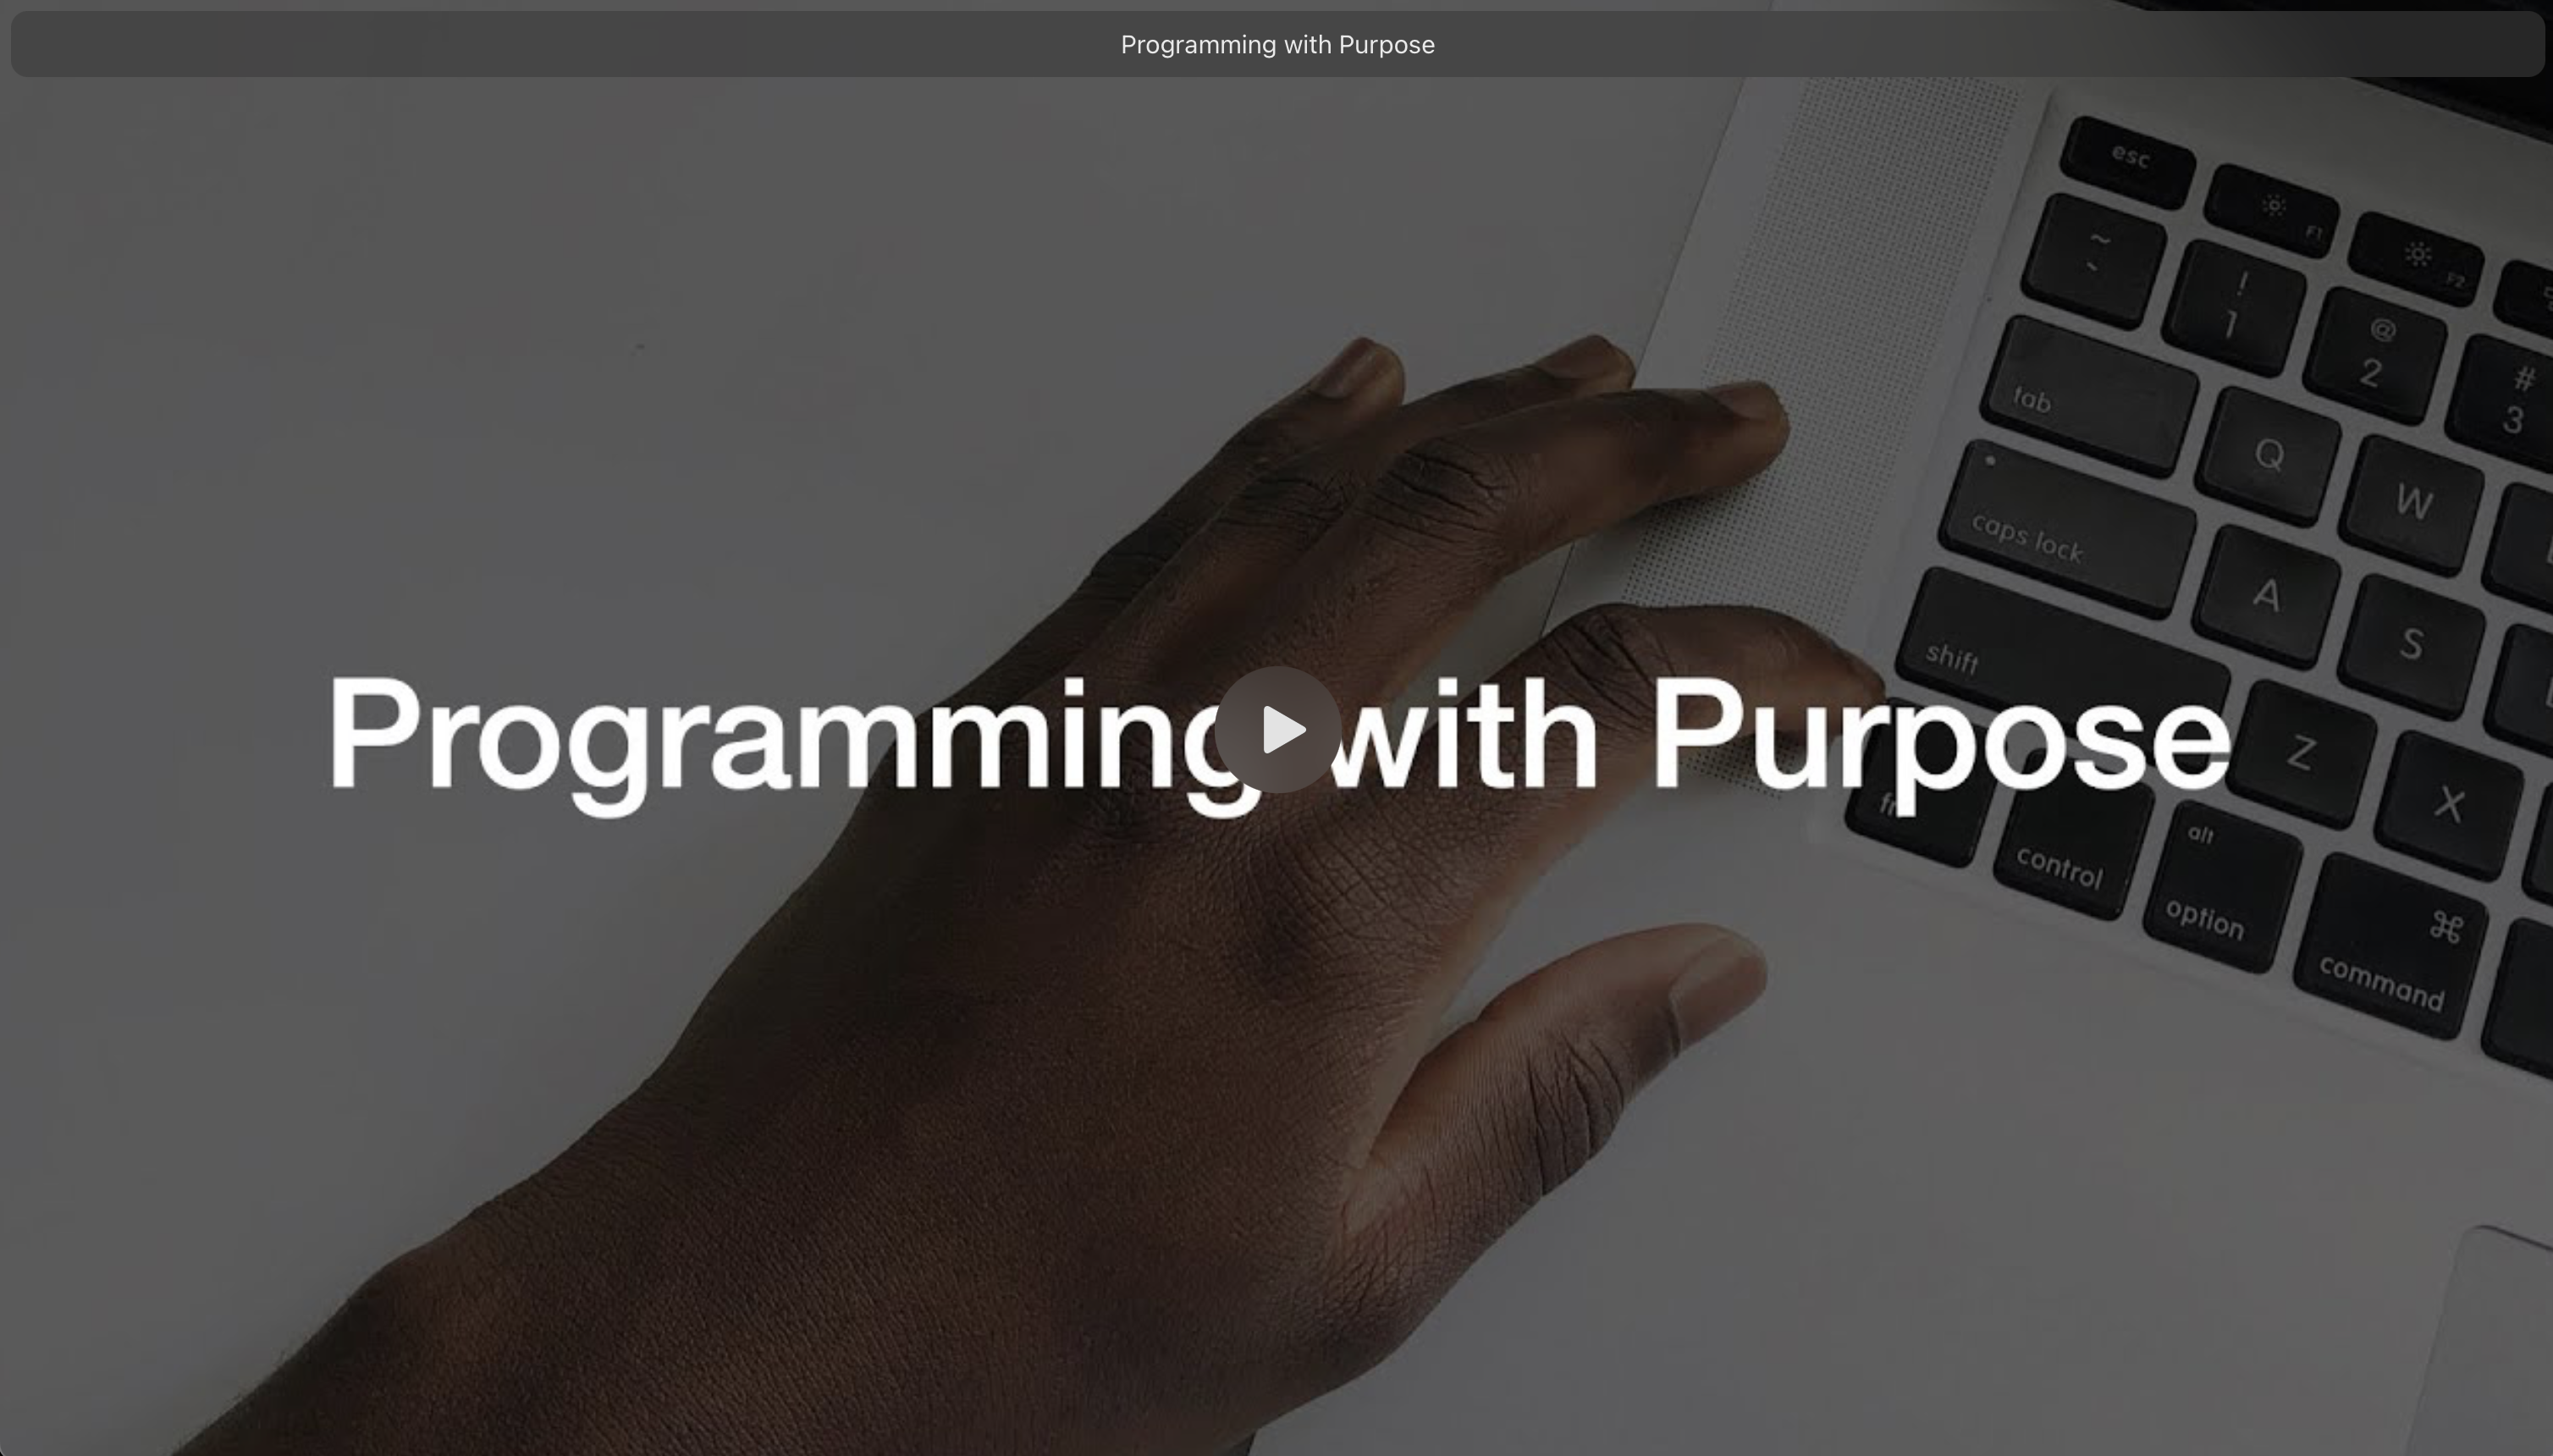 Programming with Purpose
esc
F1
F2
~
`
!
1
@
2
#
3
tab
Q
W
caps lock
A
S
shift
Programming with Purpose
Z
X
control
alt
option
⌘
command